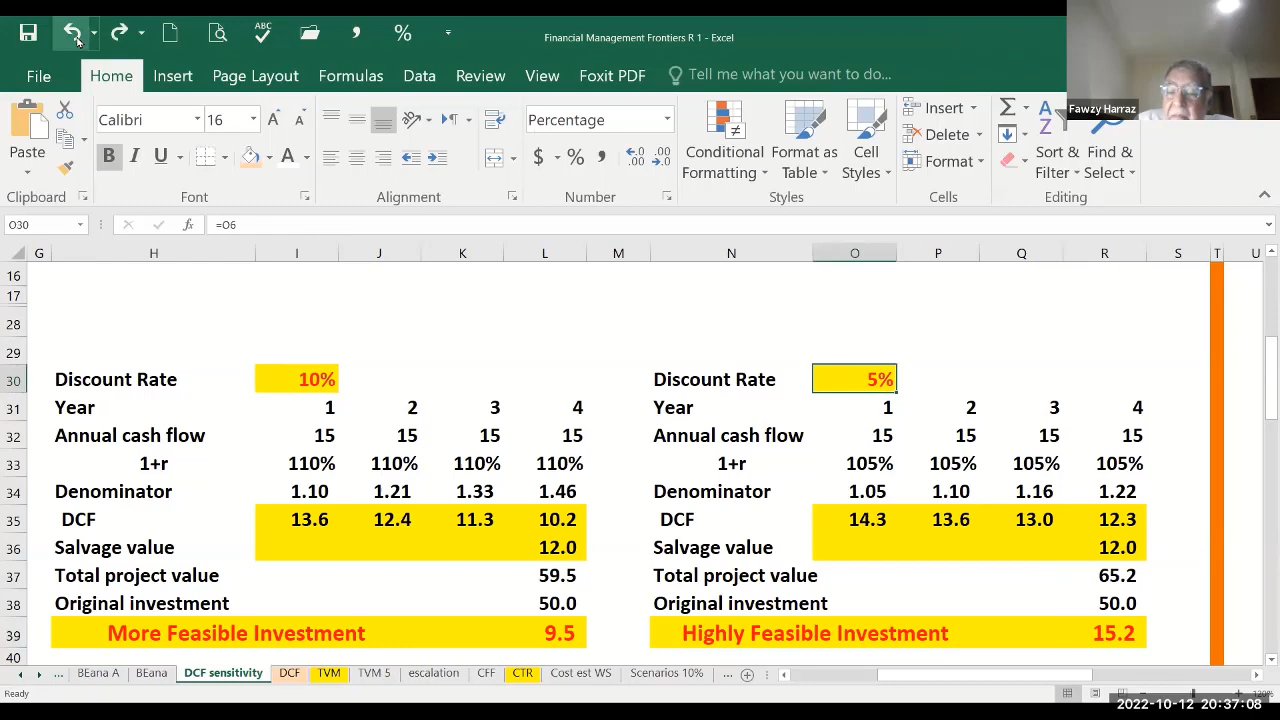 Financial Management Frontiers R 1 - Excel
ABC
File Home Insert Page Layout Formulas Data Review View Foxit PDF Tell me what you want to do...
Fawzy Harraz
Paste
Calibri 16
B I U
Percentage
$ % ,
Conditional Formatting
Format as Table
Cell Styles
Insert
Delete
Format
Sort & Filter
Find & Select
Clipboard Font Alignment Number Styles Cells Editing
O30 fx =O6
G H I J K L M N O P Q R S T U
16
17
28
29
30 Discount Rate 10% Discount Rate 5%
31 Year 1 2 3 4 Year 1 2 3 4
32 Annual cash flow 15 15 15 15 Annual cash flow 15 15 15 15
33 1+r 110% 110% 110% 110% 1+r 105% 105% 105% 105%
34 Denominator 1.10 1.21 1.33 1.46 Denominator 1.05 1.10 1.16 1.22
35 DCF 13.6 12.4 11.3 10.2 DCF 14.3 13.6 13.0 12.3
36 Salvage value 12.0 Salvage value 12.0
37 Total project value 59.5 Total project value 65.2
38 Original investment 50.0 Original investment 50.0
39 More Feasible Investment 9.5 Highly Feasible Investment 15.2
40
... BEana A BEana DCF sensitivity DCF TVM TVM 5 escalation CFF CTR Cost est WS Scenarios 10% ...
Ready
2022-10-12 20:37:08